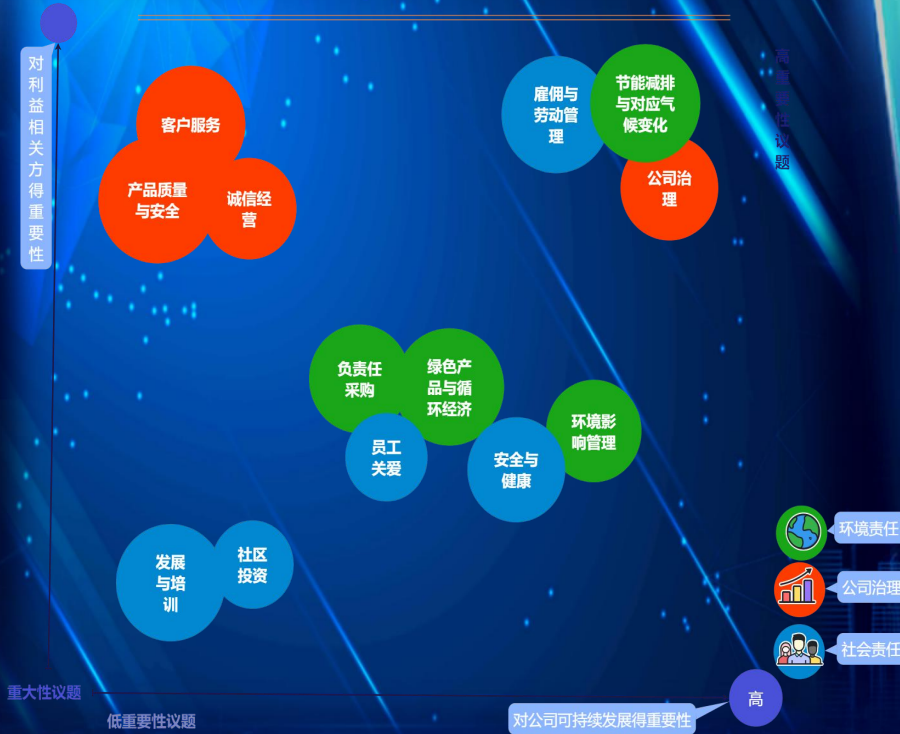 对
利
益
相
关
方
得
重
要
性
客户服务
产品质量
与安全
诚信经
营
雇佣与
劳动管
理
节能减排
与对应气
候变化
公司治
理
高
重
要
性
议
题
负责任
采购
绿色产
品与循
环经济
员工
关爱
安全与
健康
环境影
响管理
发展
与培
训
社区
投资
环境责任
公司治理
社会责任
重大性议题
低重要性议题
对公司可持续发展得重要性
高